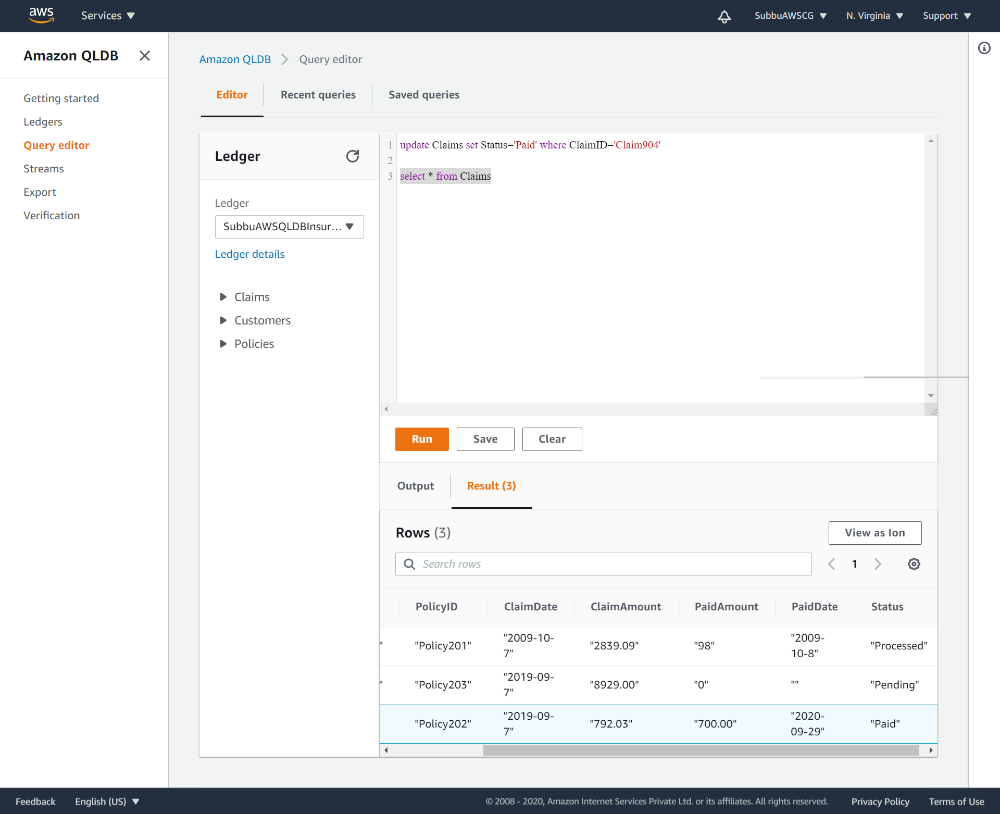 aws
Services
SubbuAWSCG
N. Virginia
Support
Amazon QLDB
Getting started
Ledgers
Query editor
Streams
Export
Verification
Amazon QLDB
Query editor
Editor
Recent queries
Saved queries
Ledger
Ledger
SubbuAWSQLDBInsur...
Ledger details
Claims
Customers
Policies
1 update Claims set Status='Paid' where ClaimID='Claim904'
2
3 select * from Claims
Run
Save
Clear
Output
Result (3)
Rows (3)
View as Ion
Search rows
1
PolicyID ClaimDate ClaimAmount PaidAmount PaidDate Status
" "Policy201" "2009-10-7" "2839.09" "98" "2009-10-8" "Processed"
" "Policy203" "2019-09-7" "8929.00" "0" "" "Pending"
"Policy202" "2019-09-7" "792.03" "700.00" "2020-09-29" "Paid"
Feedback
English (US)
© 2008 - 2020, Amazon Internet Services Private Ltd. or its affiliates. All rights reserved.
Privacy Policy
Terms of Use